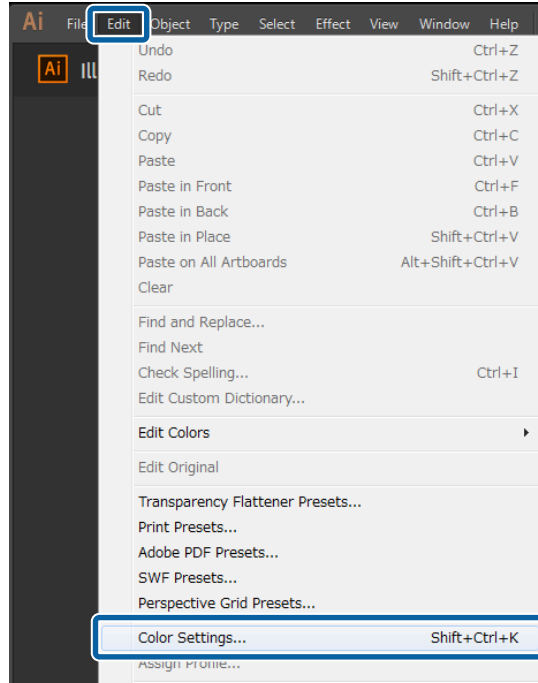 Ai File Edit Object Type Select Effect View Window Help
Ai Ill
Undo Ctrl+Z
Redo Shift+Ctrl+Z
Cut Ctrl+X
Copy Ctrl+C
Paste Ctrl+V
Paste in Front Ctrl+F
Paste in Back Ctrl+B
Paste in Place Shift+Ctrl+V
Paste on All Artboards Alt+Shift+Ctrl+V
Clear
Find and Replace...
Find Next
Check Spelling... Ctrl+I
Edit Custom Dictionary...
Edit Colors
Edit Original
Transparency Flattener Presets...
Print Presets...
Adobe PDF Presets...
SWF Presets...
Perspective Grid Presets...
Color Settings... Shift+Ctrl+K
Assign Profile...